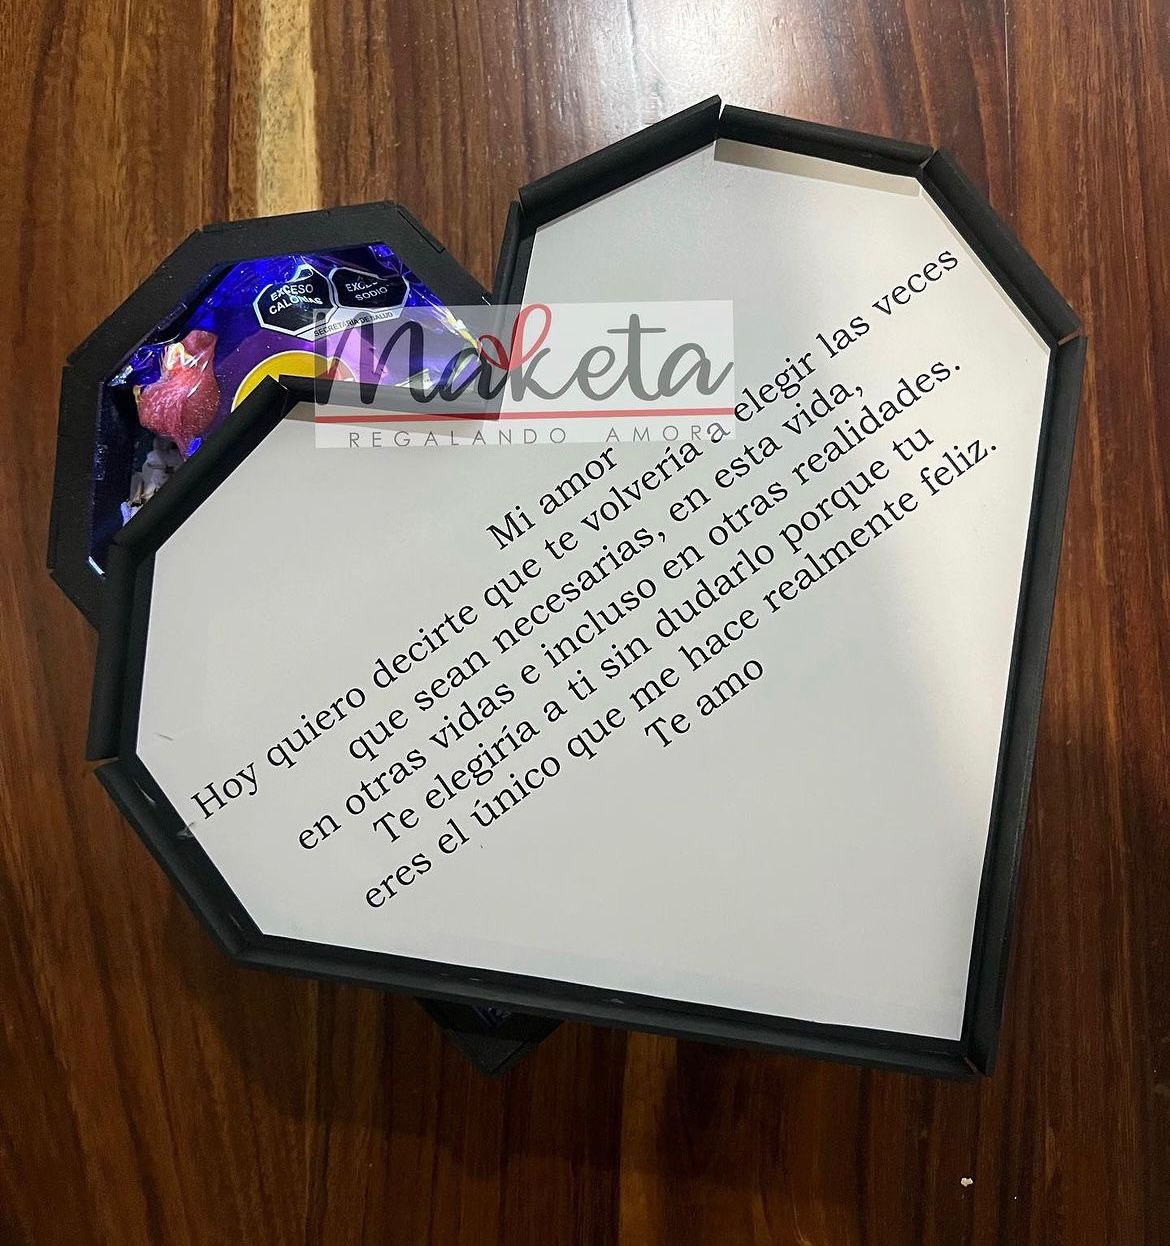 EXCESO
CALORÍAS
SODIO
SECRETARÍA DE SALUD
Maketa
REGALANDO AMOR
Mi amor
Hoy quiero decirte que te volvería a elegir las veces
que sean necesarias, en esta vida,
en otras vidas e incluso en otras realidades.
Te elegiría a ti sin dudarlo porque tu
eres el único que me hace realmente feliz.
Te amo